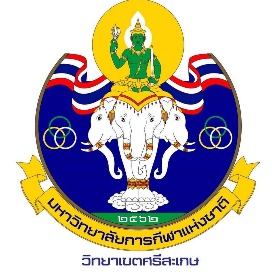 ๒๕๖๒
มหาวิทยาลัยการกีฬาแห่งชาติ
วิทยาเขตศรีสะเกษ